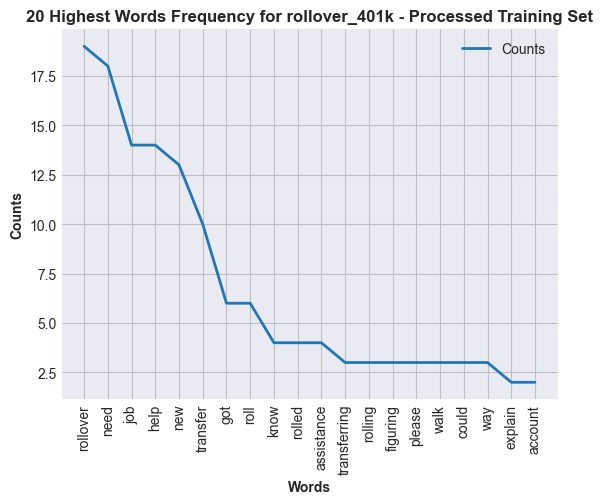 20 Highest Words Frequency for rollover_401k - Processed Training Set
Counts
17.5
15.0
12.5
10.0
7.5
5.0
2.5
Counts
rollover
need
job
help
new
transfer
got
roll
know
rolled
assistance
transferring
rolling
figuring
please
walk
could
way
explain
account
Words